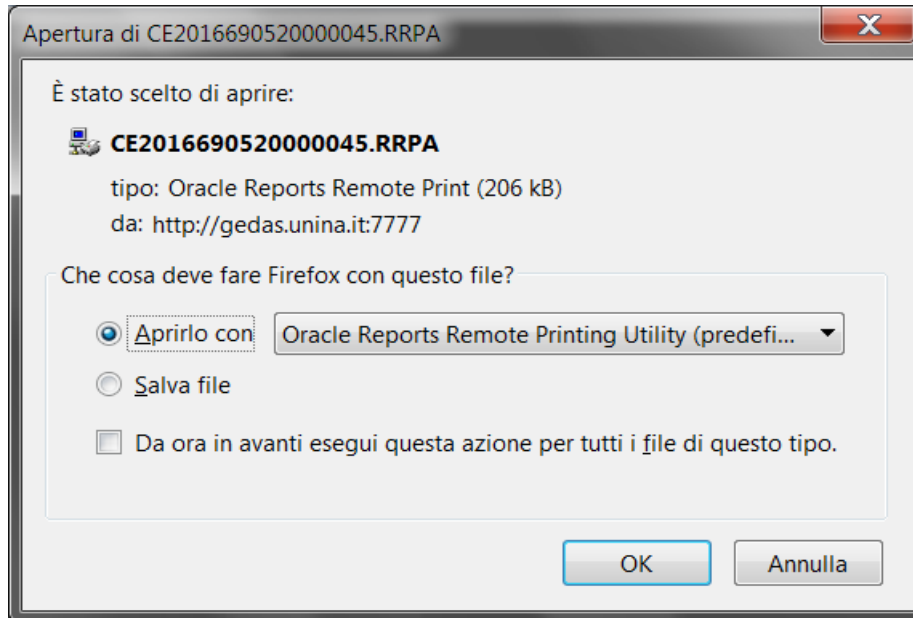 Apertura di CE2016690520000045.RRPA
È stato scelto di aprire:
CE2016690520000045.RRPA
tipo: Oracle Reports Remote Print (206 kB)
da: http://gedas.unina.it:7777
Che cosa deve fare Firefox con questo file?
Aprirlo con Oracle Reports Remote Printing Utility (predefi...
Salva file
Da ora in avanti esegui questa azione per tutti i file di questo tipo.
OK Annulla